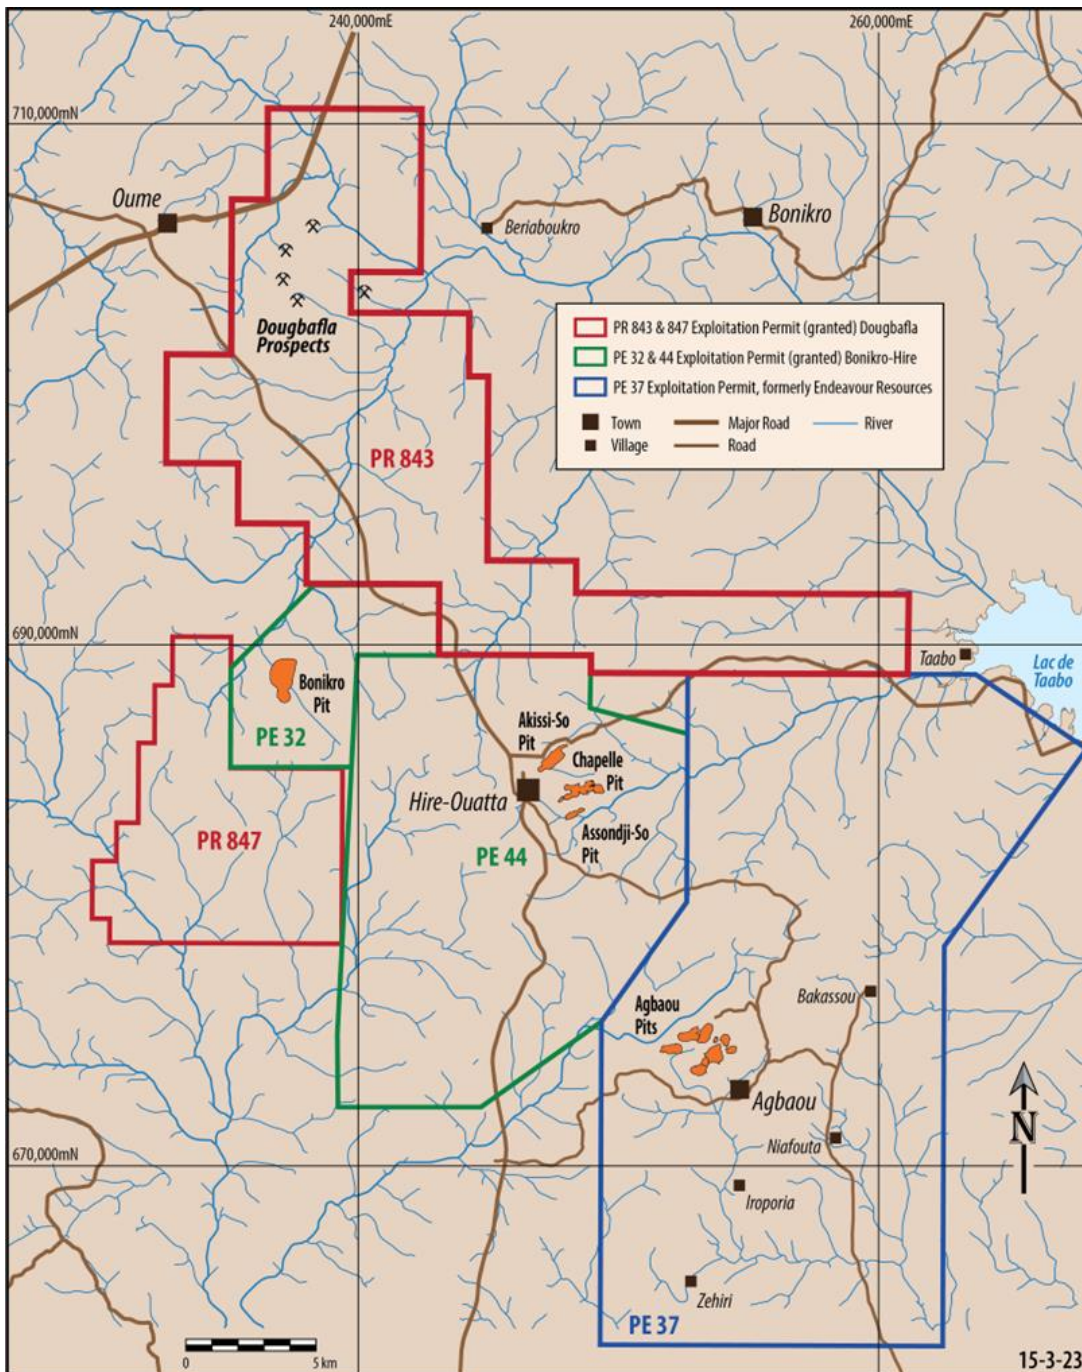 240,000mE
260,000mE
710,000mN
Oume
Beriaboukro
Bonikro
Dougbafla
Prospects
PR 843 & 847 Exploitation Permit (granted) Dougbafla
PE 32 & 44 Exploitation Permit (granted) Bonikro-Hire
PE 37 Exploitation Permit, formerly Endeavour Resources
Town
Major Road
River
Village
Road
PR 843
690,000mN
Taabo
Lac de
Taabo
Bonikro
Pit
PE 32
Akissi-So
Pit
Chapelle
Pit
Hire-Ouatta
Assondji-So
Pit
PR 847
PE 44
Bakassou
Agbaou
Pits
Agbaou
N
Niafouta
670,000mN
Iroporia
Zehiri
PE 37
0
5 km
15-3-23